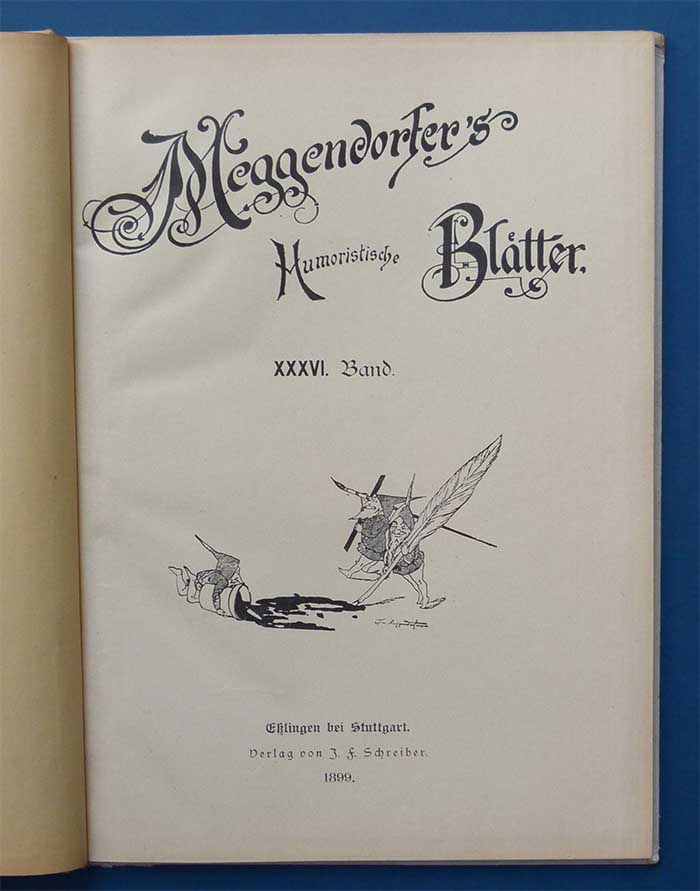 Meggendorfer's
Humoristische Blätter.
XXXVI. Band.
Eßlingen bei Stuttgart.
Verlag von J. F. Schreiber.
1899.